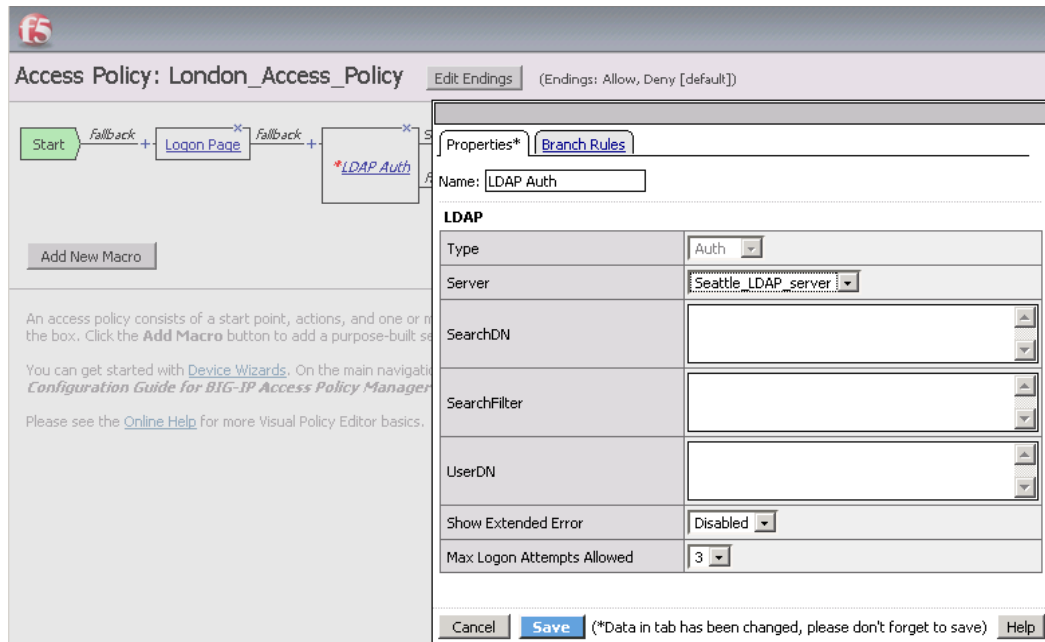 f5
Access Policy: London_Access_Policy Edit Endings (Endings: Allow, Deny [default])
Start Fallback + Logon Page Fallback + *LDAP Auth
Add New Macro
An access policy consists of a start point, actions, and one or
the box. Click the Add Macro button to add a purpose-built
You can get started with Device Wizards. On the main
Configuration Guide for BIG-IP Access Policy Manager
Please see the Online Help for more Visual Policy Editor basics.
Properties* Branch Rules
Name: LDAP Auth
LDAP
Type Auth
Server Seattle_LDAP_server
SearchDN
SearchFilter
UserDN
Show Extended Error Disabled
Max Logon Attempts Allowed 3
Cancel Save (*Data in tab has been changed, please don't forget to save) Help